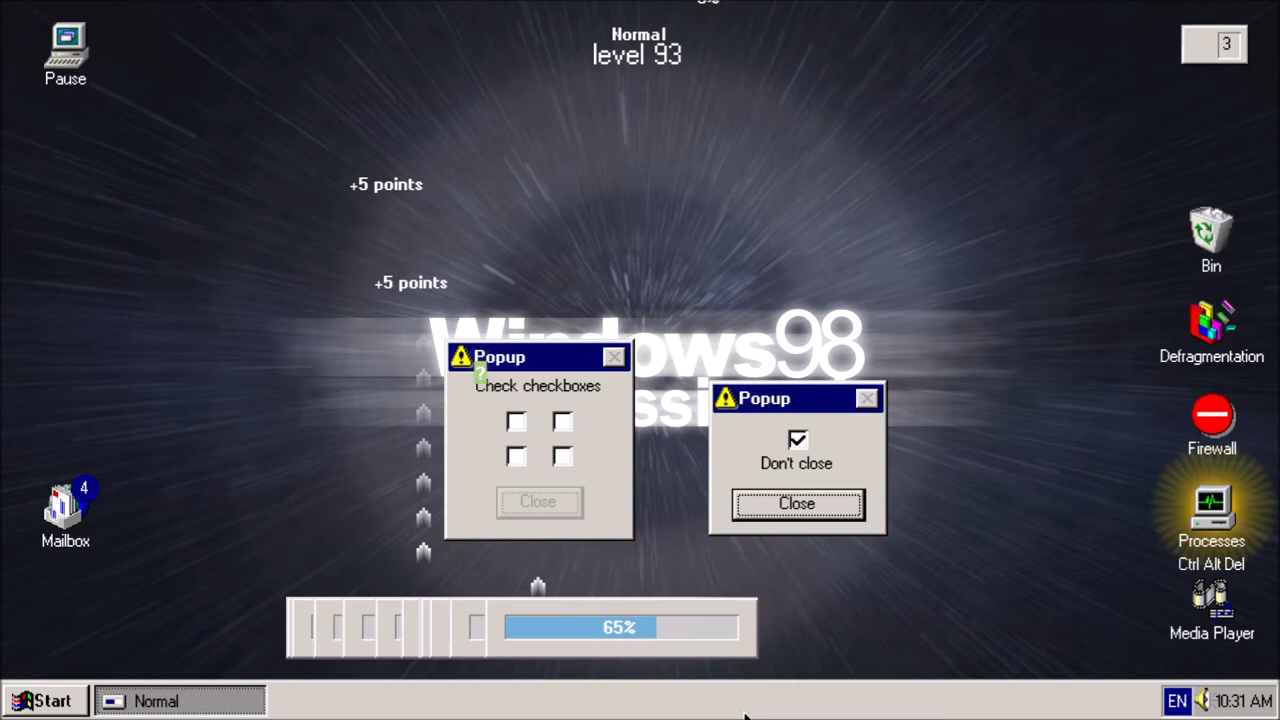 Normal
level 93
3
Pause
+5 points
Bin
+5 points
Windows98
Popup
?
Check checkboxes
Close
Popup
Don't close
Close
Defragmentation
Firewall
4
Mailbox
Processes
Ctrl Alt Del
Media Player
65%
Start
Normal
EN
10:31 AM